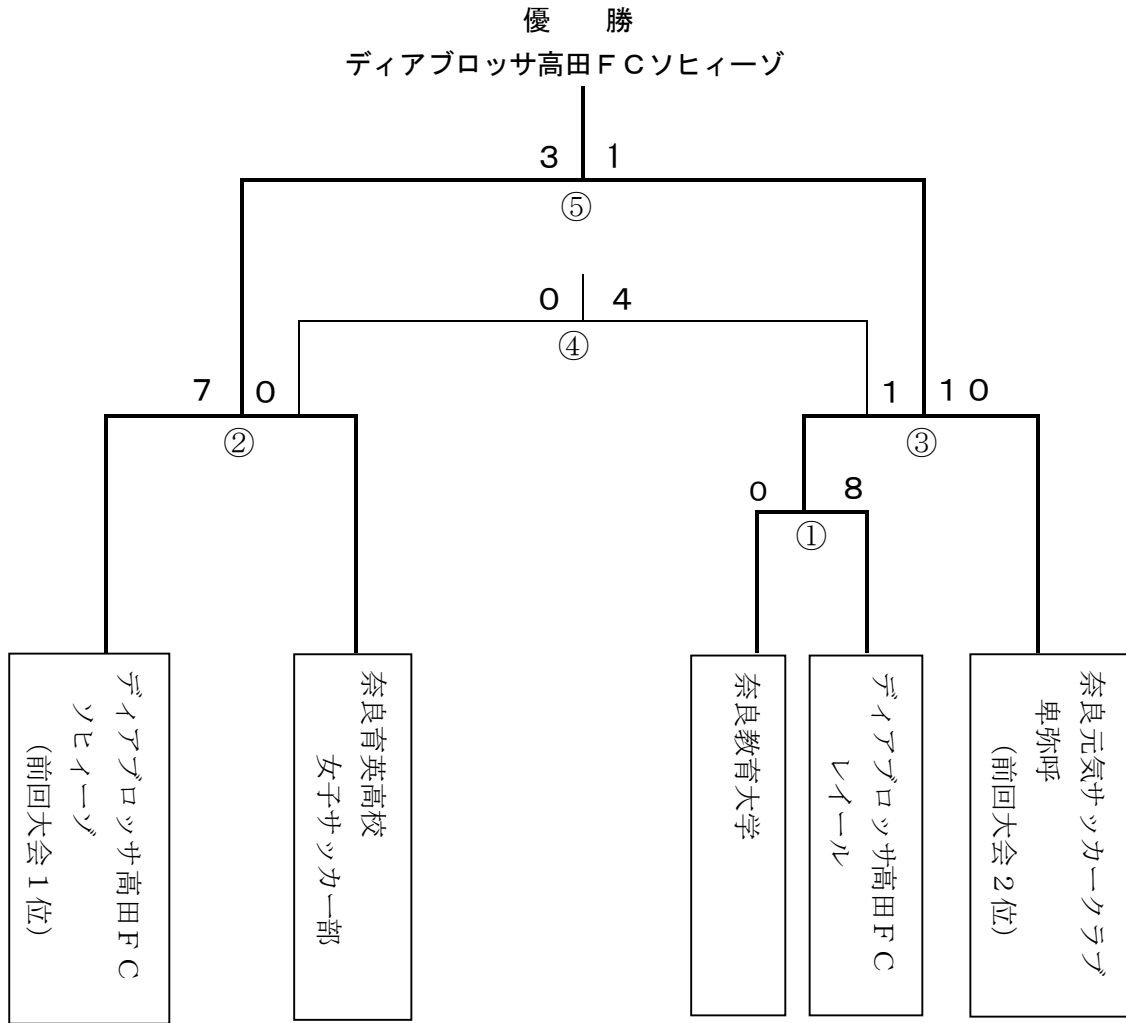 優　勝
ディアブロッサ高田ＦＣソヒィーゾ
3 1
⑤
0 4
④
7 0
1 １０
②
③
0 8
①
ディアブロッサ高田ＦＣ
ソヒィーゾ
（前回大会１位）
奈良育英高校
女子サッカー部
奈良教育大学
ディアブロッサ高田ＦＣ
レイール
奈良元気サッカークラブ
卑弥呼
（前回大会２位）